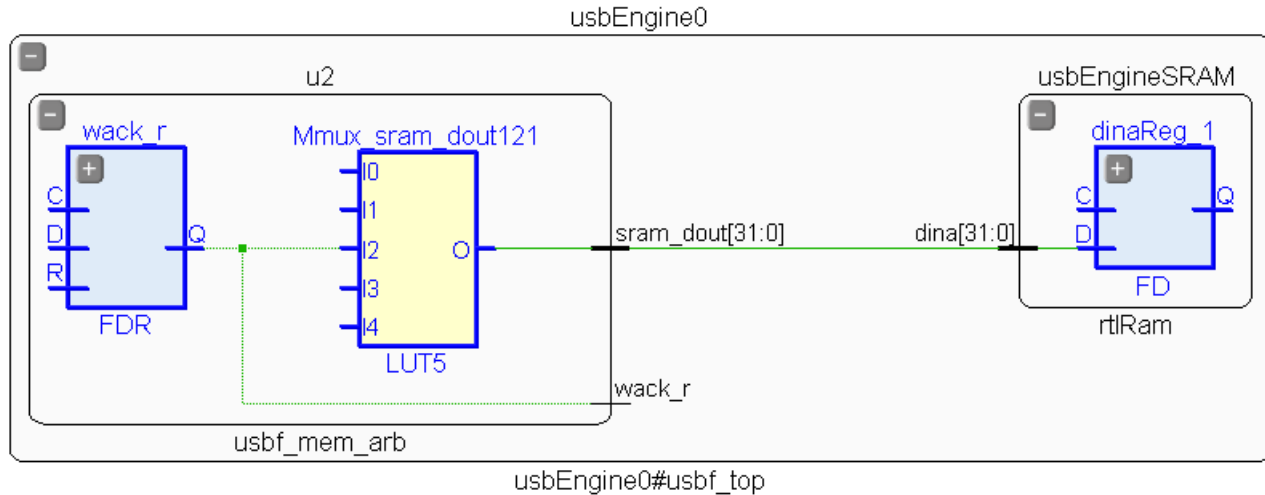 usbEngine0
u2
usbEngineSRAM
wack_r
Mmux_sram_dout121
dinaReg_1
I0
C
I1
C
Q
D
Q
I2
O
sram_dout[31:0]
dina[31:0]
D
R
I3
I4
FDR
LUT5
FD
rtlRam
wack_r
usbf_mem_arb
usbEngine0#usbf_top